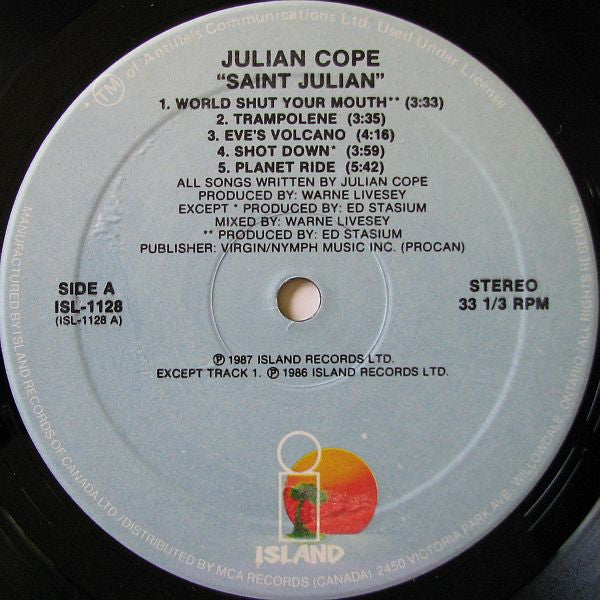 TM of Antilles Communications Ltd. Used Under License
JULIAN COPE
"SAINT JULIAN"
1. WORLD SHUT YOUR MOUTH** (3:33)
2. TRAMPOLENE (3:35)
3. EVE'S VOLCANO (4:16)
4. SHOT DOWN* (3:59)
5. PLANET RIDE (5:42)
ALL SONGS WRITTEN BY JULIAN COPE
PRODUCED BY: WARNE LIVESEY
EXCEPT * PRODUCED BY: ED STASIUM
MIXED BY: WARNE LIVESEY
** PRODUCED BY: ED STASIUM
PUBLISHER: VIRGIN/NYMPH MUSIC INC. (PROCAN)
SIDE A
ISL-1128
(ISL-1128 A)
STEREO
33 1/3 RPM
℗ 1987 ISLAND RECORDS LTD.
EXCEPT TRACK 1. ℗ 1986 ISLAND RECORDS LTD.
i
ISLAND
MANUFACTURED BY ISLAND RECORDS OF CANADA LTD./DISTRIBUTED BY MCA RECORDS (CANADA) 2450 VICTORIA PARK AVE. WILLOWDALE, ONTARIO / ALL RIGHTS RESERVED